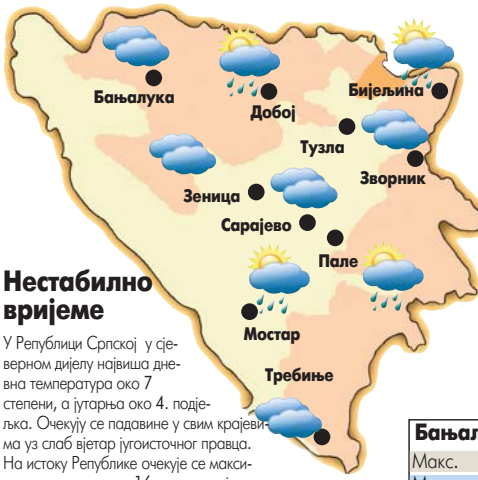 Бањалука
Добој
Бијељина
Тузла
Зворник
Зеница
Сарајево
Пале
Мостар
Требиње
Нестабилно
вријеме
У Републици Српској у сје-
верном дијелу највиша дне-
вна температура око 7
степени, а јутарња око 4. подје-
љка. Очекују се падавине у свим крајеви-
ма уз слаб вјетар југоисточног правца.
На истоку Републике очекује се макси-
Бањал
Макс.